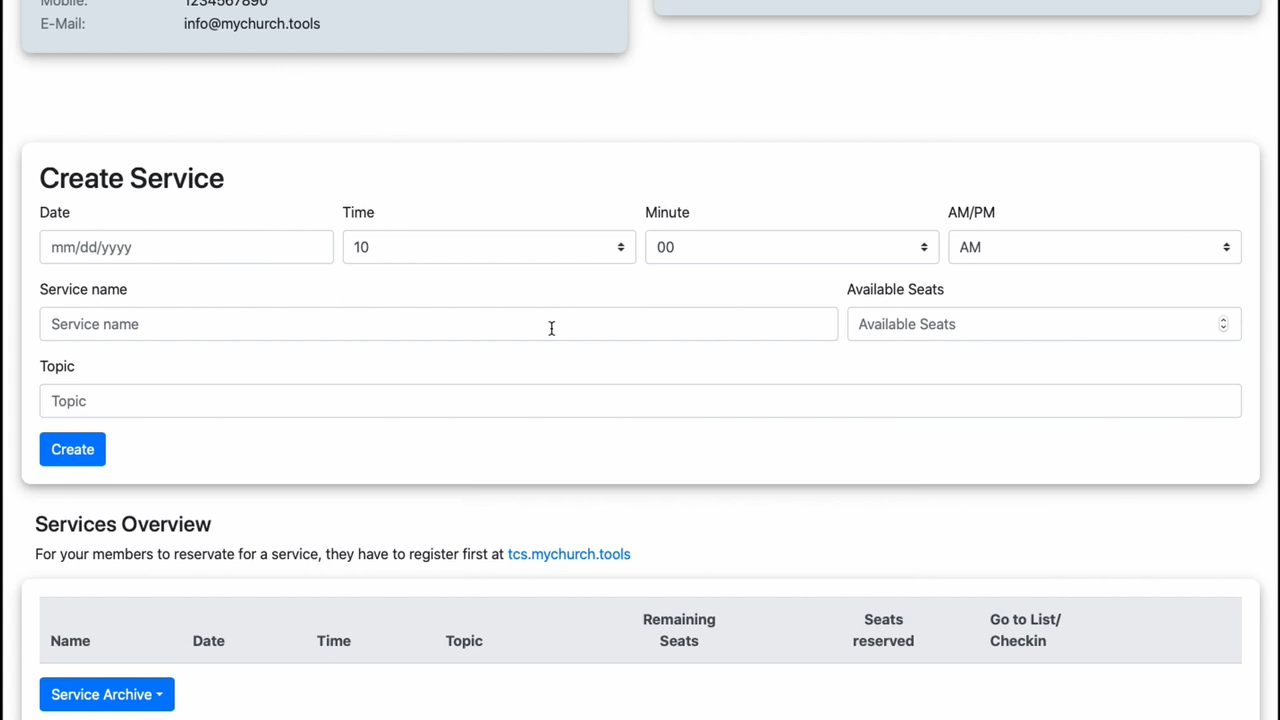 Mobile: 1234567890
E-Mail: info@mychurch.tools
Create Service
Date Time Minute AM/PM
mm/dd/yyyy 10 00 AM
Service name Available Seats
Service name Available Seats
Topic
Topic
Create
Services Overview
For your members to reservate for a service, they have to register first at tcs.mychurch.tools
Name Date Time Topic Remaining Seats Seats reserved Go to List/ Checkin
Service Archive